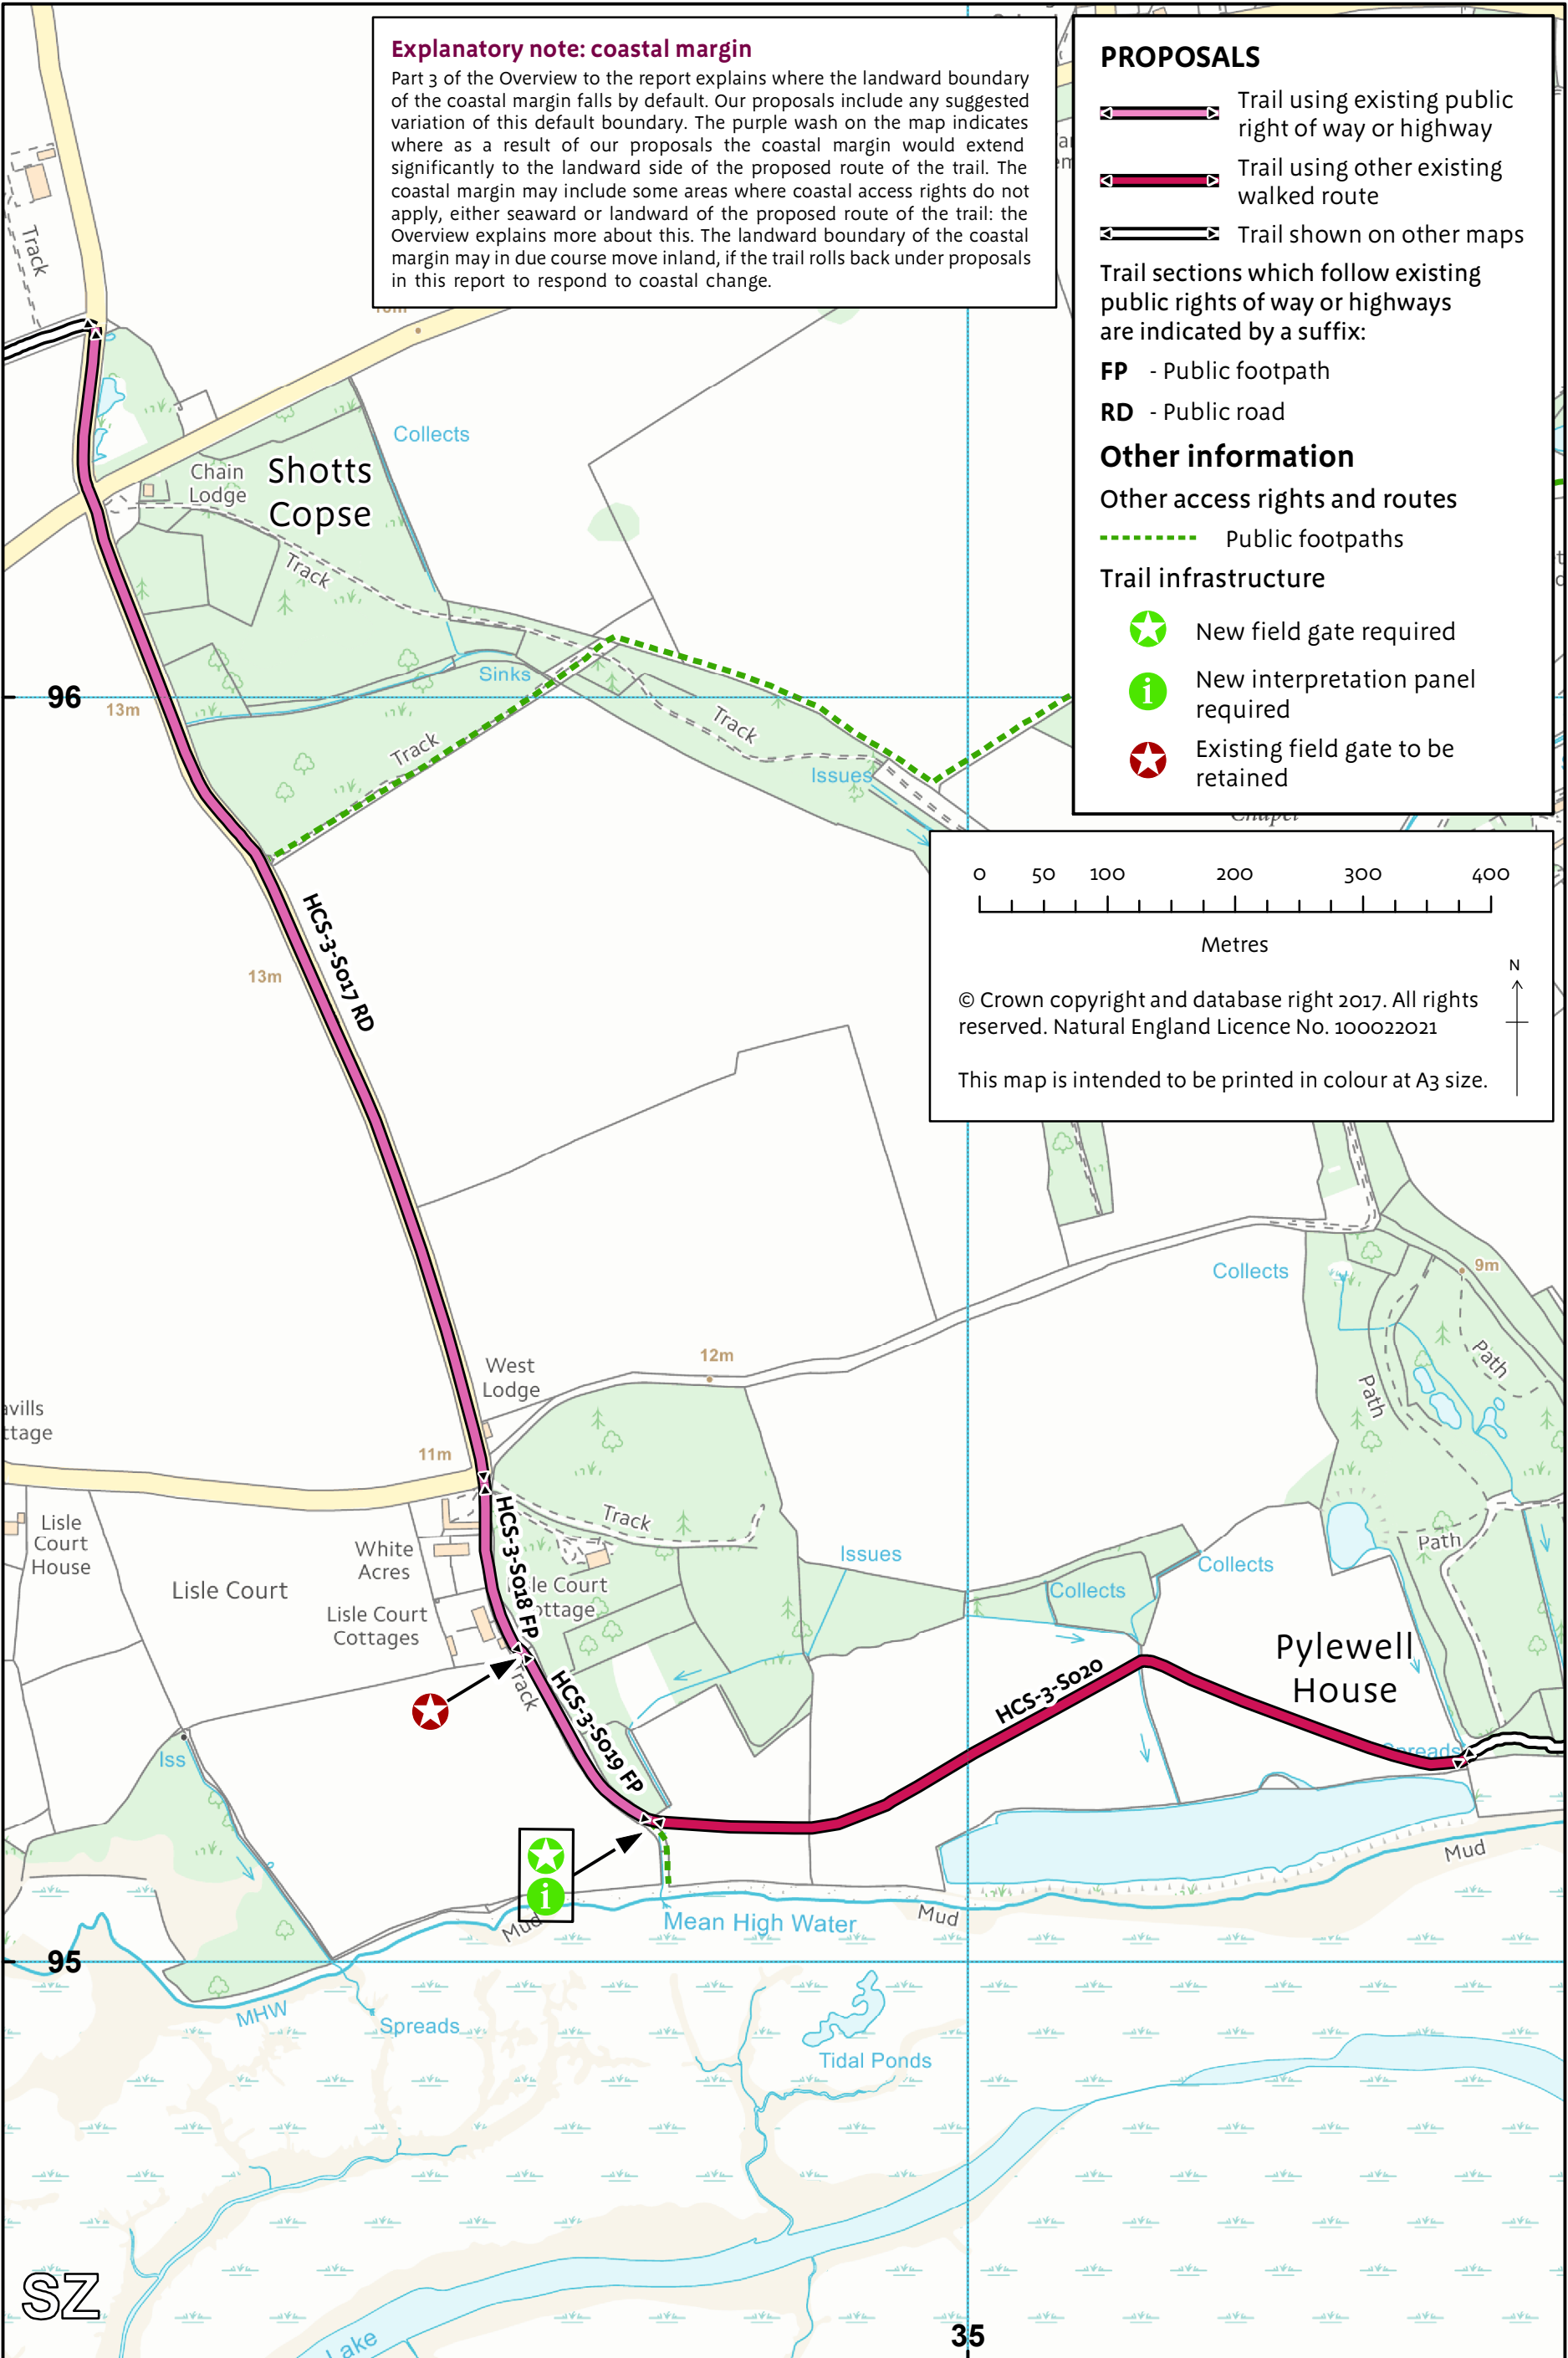 Explanatory note: coastal margin
Part 3 of the Overview to the report explains where the landward boundary
of the coastal margin falls by default. Our proposals include any suggested
variation of this default boundary. The purple wash on the map indicates
where as a result of our proposals the coastal margin would extend
significantly to the landward side of the proposed route of the trail. The
coastal margin may include some areas where coastal access rights do not
apply, either seaward or landward of the proposed route of the trail: the
Overview explains more about this. The landward boundary of the coastal
margin may in due course move inland, if the trail rolls back under proposals
in this report to respond to coastal change.
PROPOSALS
Trail using existing public
right of way or highway
Trail using other existing
walked route
Trail shown on other maps
Trail sections which follow existing
public rights of way or highways
are indicated by a suffix:
FP - Public footpath
RD - Public road
Other information
Other access rights and routes
Public footpaths
Trail infrastructure
New field gate required
New interpretation panel
required
Existing field gate to be
retained
0 50 100 200 300 400
Metres
N
© Crown copyright and database right 2017. All rights
reserved. Natural England Licence No. 100022021
This map is intended to be printed in colour at A3 size.
Track
Collects
Chain
Lodge
Shotts
Copse
Track
Sinks
96
13m
Track
Track
Issues
Chapel
HCS-3-S017 RD
13m
Collects
9m
Path
Path
West
Lodge
12m
avills
ttage
11m
Lisle
Court
House
White
Acres
Lisle Court
Lisle Court
Cottages
HCS-3-S018 FP
Track
le Court
ottage
Issues
Collects
Collects
Path
Pylewell
House
HCS-3-S020
Track
HCS-3-S019 FP
Spreads
Iss
Mud
Mud
Mean High Water
Mud
95
MHW
Spreads
Tidal Ponds
SZ
Lake
35